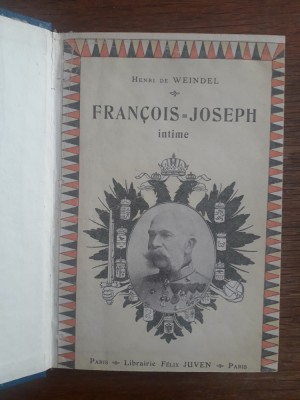 HENRI DE WEINDEL
FRANÇOIS-JOSEPH
intime
PARIS Librairie FÉLIX JUVEN PARIS